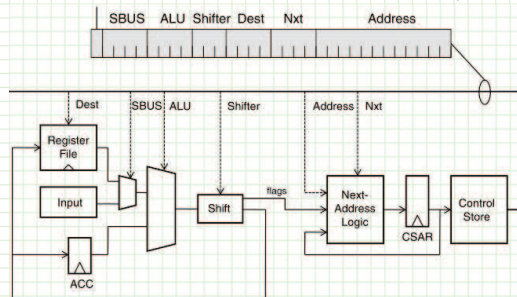 SBUS ALU Shifter Dest Nxt Address
Dest SBUS ALU Shifter Address Nxt
Register
File
Input
ACC
Shift
flags
Next-
Address
Logic
CSAR
Control
Store